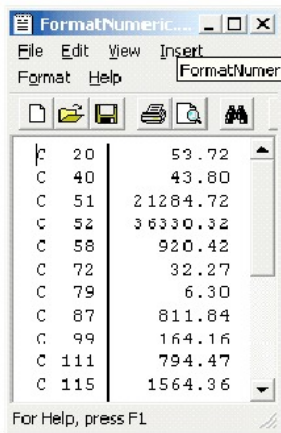 FormatNumeric...
File Edit View Insert
Format Help
FormatNumer
C 20 53.72
C 40 43.80
C 51 21284.72
C 52 36330.32
C 58 920.42
C 72 32.27
C 79 6.30
C 87 811.84
C 99 164.16
C 111 794.47
C 115 1564.36
For Help, press F1